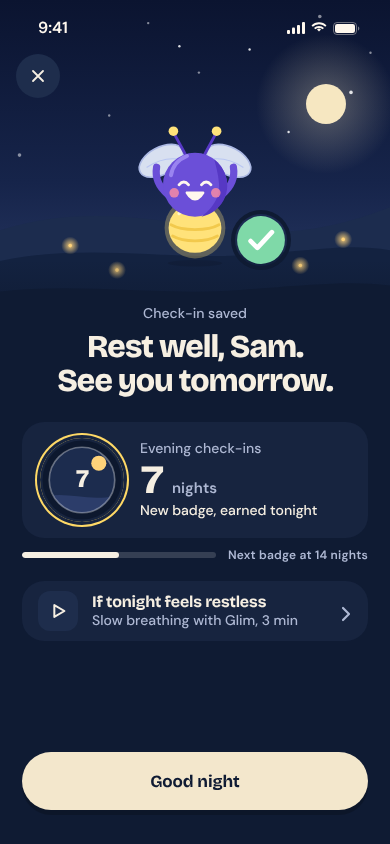 9:41
Check-in saved
Rest well, Sam.
See you tomorrow.
7
Evening check-ins
7 nights
New badge, earned tonight
Next badge at 14 nights
If tonight feels restless
Slow breathing with Glim, 3 min
Good night